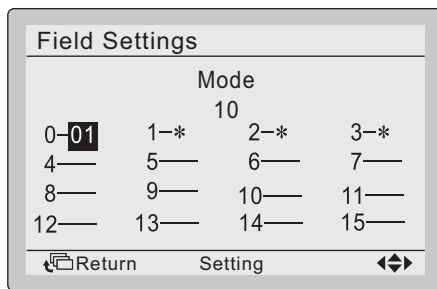 Field Settings
Mode
10
0–01 1–* 2–* 3–*
4— 5— 6— 7—
8— 9— 10— 11—
12— 13— 14— 15—
Return Setting